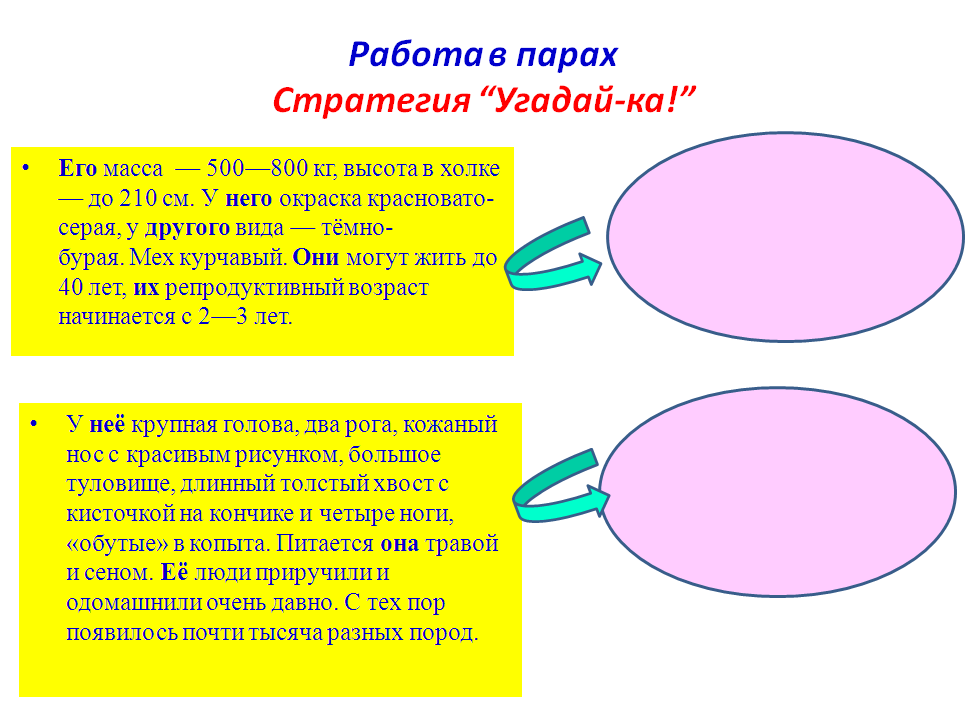 Работа в парах
Стратегия “Угадай-ка!”
• Его масса — 500—800 кг, высота в холке
— до 210 см. У него окраска красновато-
серая, у другого вида — тёмно-
бурая. Мех курчавый. Они могут жить до
40 лет, их репродуктивный возраст
начинается с 2—3 лет.
• У неё крупная голова, два рога, кожаный
нос с красивым рисунком, большое
туловище, длинный толстый хвост с
кисточкой на кончике и четыре ноги,
«обутые» в копыта. Питается она травой
и сеном. Её люди приручили и
одомашнили очень давно. С тех пор
появилось почти тысяча разных пород.